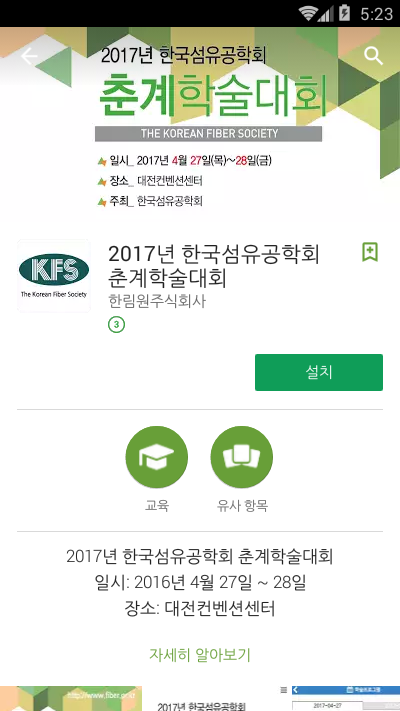 5:23
2017년 한국섬유공학회
춘계학술대회
THE KOREAN FIBER SOCIETY
일시_ 2017년 4월 27일(목)~28일(금)
장소_ 대전컨벤션센터
주최_ 한국섬유공학회
KFS
The Korean Fiber Society
2017년 한국섬유공학회
춘계학술대회
한림원주식회사
3
설치
교육
유사 항목
2017년 한국섬유공학회 춘계학술대회
일시: 2016년 4월 27일 ~ 28일
장소: 대전컨벤션센터
자세히 알아보기
http://www.fiber.or.kr
2017년 한국섬유공학회
학술프로그램
2017-04-27